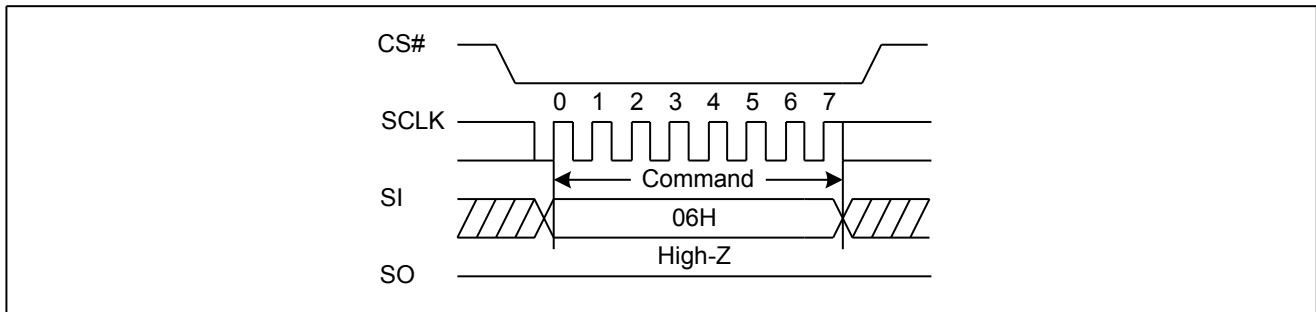 CS#
0 1 2 3 4 5 6 7
SCLK
Command
SI
06H
High-Z
SO